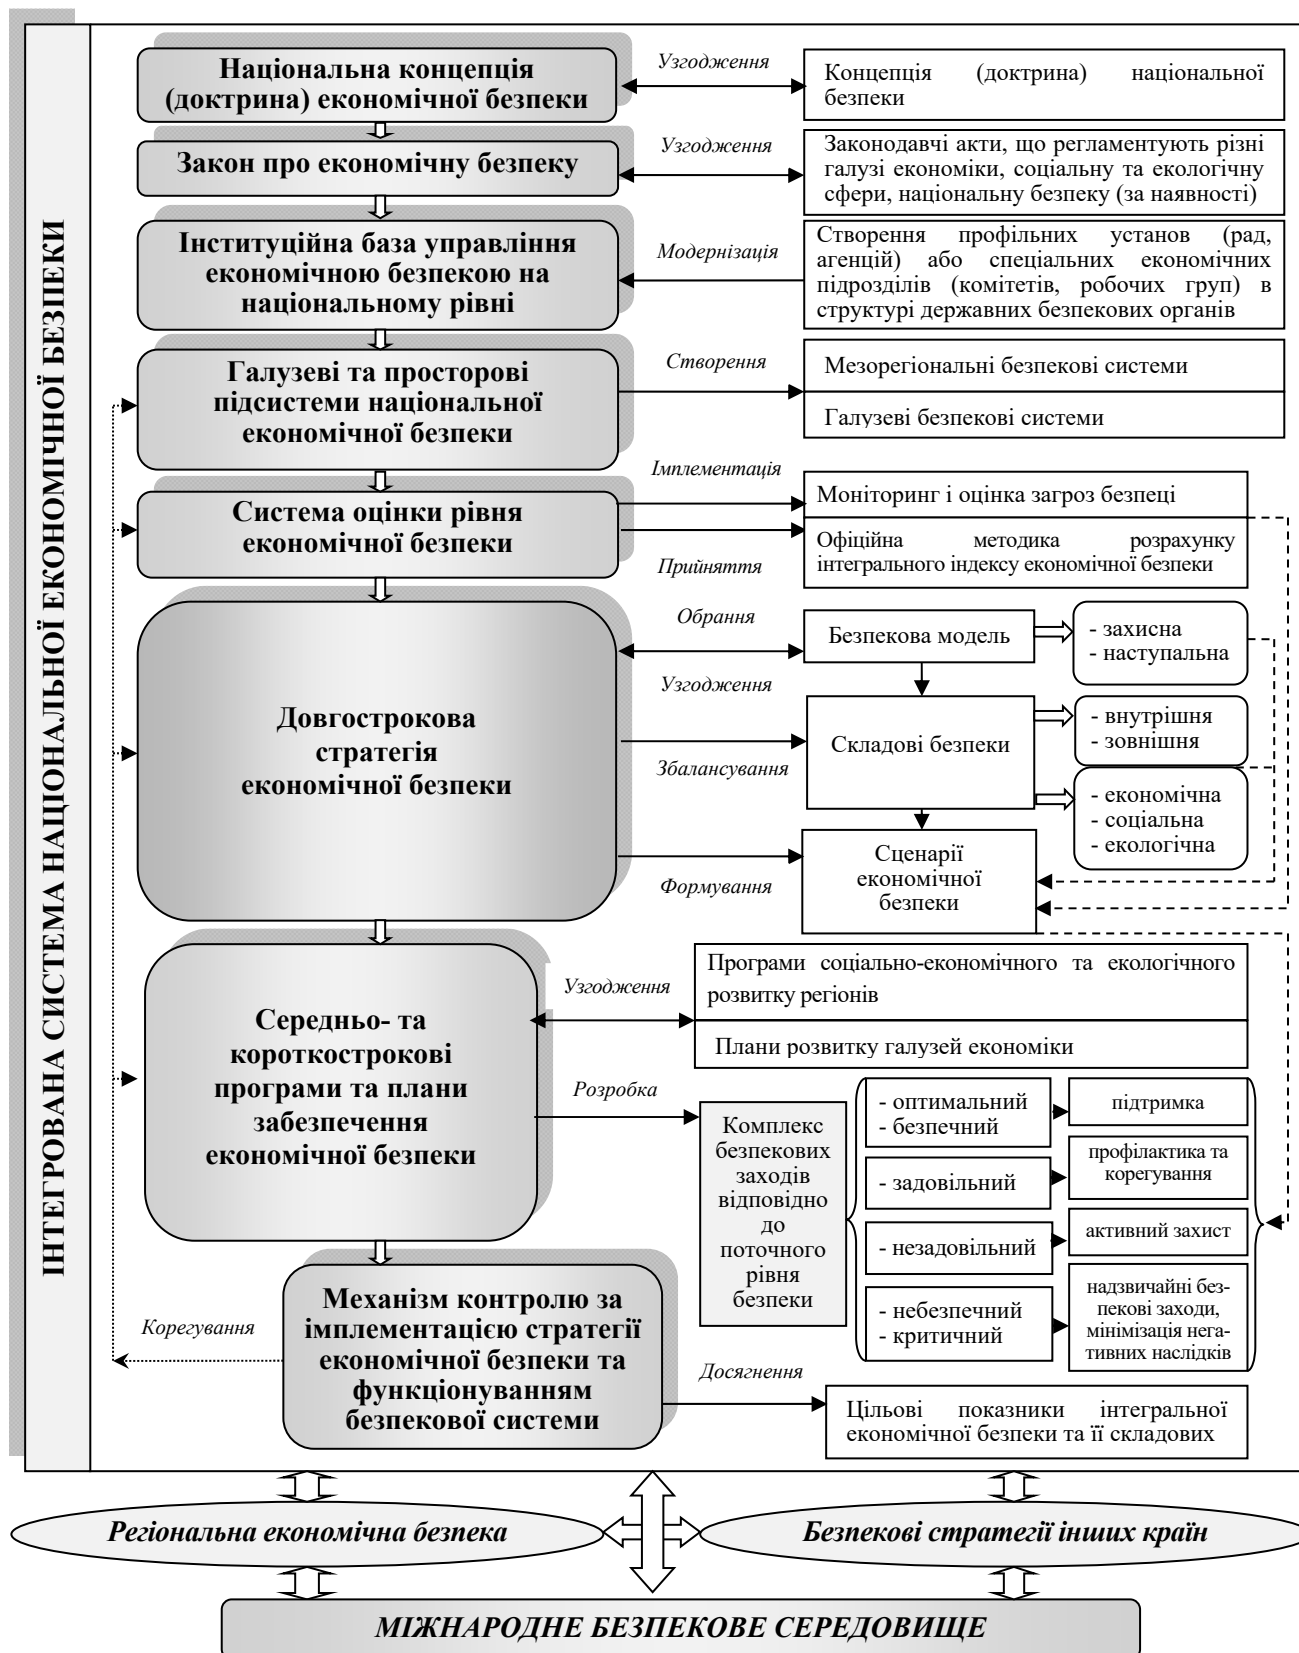 ІНТЕГРОВАНА СИСТЕМА НАЦІОНАЛЬНОЇ ЕКОНОМІЧНОЇ БЕЗПЕКИ
Національна концепція
(доктрина) економічної безпеки
Узгодження
Концепція (доктрина) національної
безпеки
Закон про економічну безпеку
Узгодження
Законодавчі акти, що регламентують різні
галузі економіки, соціальну та екологічну
сфери, національну безпеку (за наявності)
Інституційна база управління
економічною безпекою на
національному рівні
Модернізація
Створення профільних установ (рад,
агенцій) або спеціальних економічних
підрозділів (комітетів, робочих груп) в
структурі державних безпекових органів
Галузеві та просторові
підсистеми національної
економічної безпеки
Створення
Мезорегіональні безпекові системи
Галузеві безпекові системи
Система оцінки рівня
економічної безпеки
Імплементація
Моніторинг і оцінка загроз безпеці
Прийняття
Офіційна методика розрахунку
інтегрального індексу економічної безпеки
Довгострокова
стратегія
економічної безпеки
Обрання
Безпекова модель
- захисна
- наступальна
Узгодження
Складові безпеки
- внутрішня
- зовнішня
Збалансування
- економічна
- соціальна
- екологічна
Формування
Сценарії
економічної
безпеки
Середньо- та
короткострокові
програми та плани
забезпечення
економічної безпеки
Узгодження
Програми соціально-економічного та екологічного
розвитку регіонів
Плани розвитку галузей економіки
Розробка
Комплекс
безпекових
заходів
відповідно
до
поточного
рівня
безпеки
- оптимальний
- безпечний
підтримка
- задовільний
профілактика та
корегування
- незадовільний
активний захист
- небезпечний
- критичний
надзвичайні без-
пекові заходи,
мінімізація нега-
тивних наслідків
Механізм контролю за
імплементацією стратегії
економічної безпеки та
функціонуванням
безпекової системи
Корегування
Досягнення
Цільові показники інтегральної
економічної безпеки та її складових
Регіональна економічна безпека
Безпекові стратегії інших країн
МІЖНАРОДНЕ БЕЗПЕКОВЕ СЕРЕДОВИЩЕ